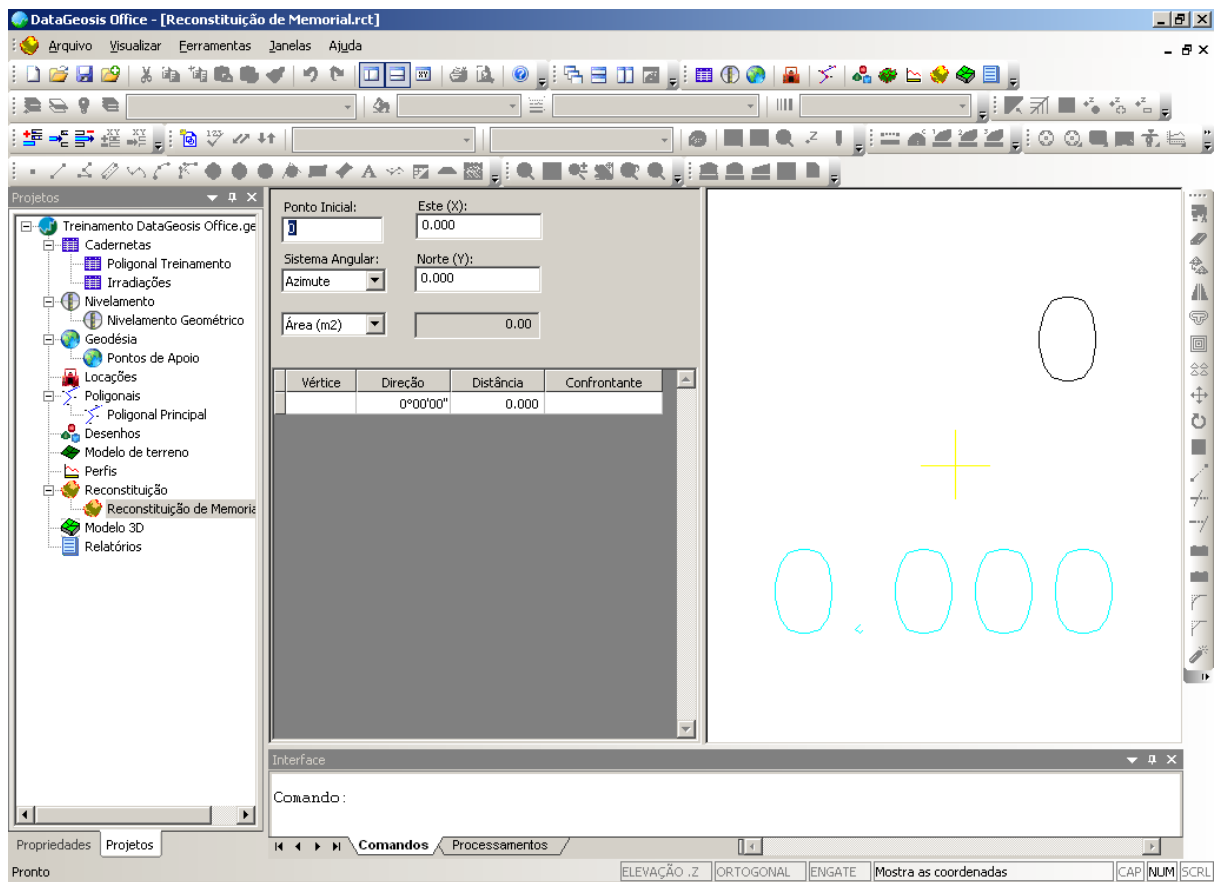 DataGeosis Office - [Reconstituição de Memorial.rct]
Arquivo Visualizar Ferramentas Janelas Ajuda
Projetos
Treinamento DataGeosis Office.ge
Cadernetas
Poligonal Treinamento
Irradiações
Nivelamento
Nivelamento Geométrico
Geodésia
Pontos de Apoio
Locações
Poligonais
Poligonal Principal
Desenhos
Modelo de terreno
Perfis
Reconstituição
Reconstituição de Memoria
Modelo 3D
Relatórios
Propriedades Projetos
Ponto Inicial: Este (X):
0 0.000
Sistema Angular: Norte (Y):
Azimute 0.000
Área (m2) 0.00
Vértice Direção Distância Confrontante
0°00'00" 0.000
0
0.000
Interface
Comando:
Comandos Processamentos
Pronto ELEVAÇÃO .Z ORTOGONAL ENGATE Mostra as coordenadas CAP NUM SCRL